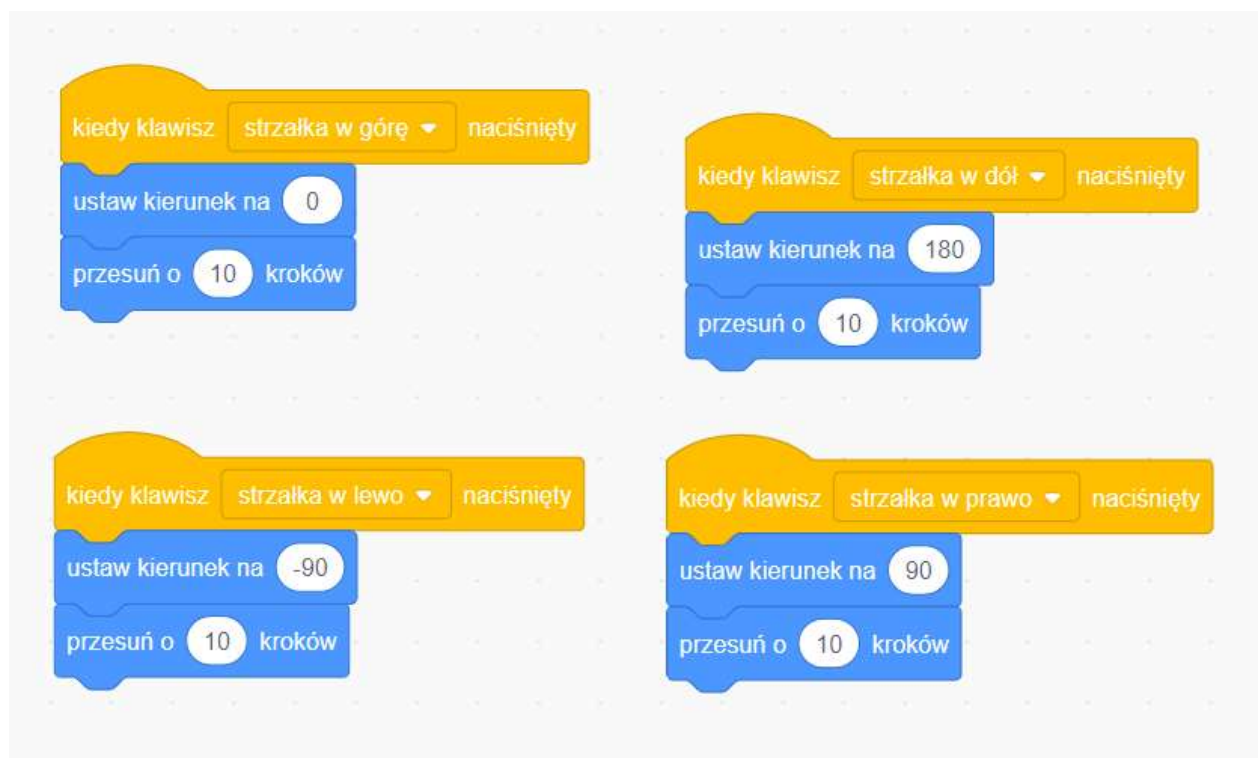 kiedy klawisz strzałka w górę naciśnięty
ustaw kierunek na 0
przesuń o 10 kroków
kiedy klawisz strzałka w dół naciśnięty
ustaw kierunek na 180
przesuń o 10 kroków
kiedy klawisz strzałka w lewo naciśnięty
ustaw kierunek na -90
przesuń o 10 kroków
kiedy klawisz strzałka w prawo naciśnięty
ustaw kierunek na 90
przesuń o 10 kroków